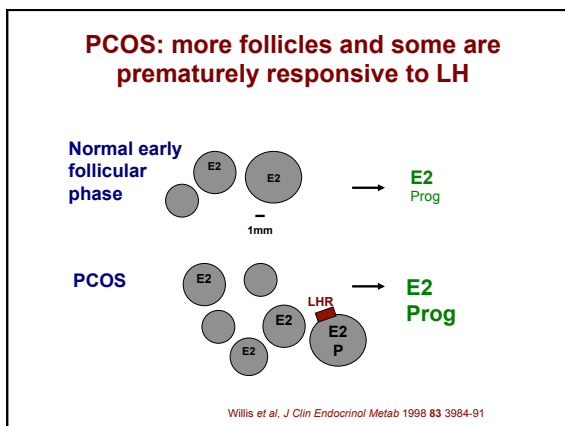 PCOS: more follicles and some are
prematurely responsive to LH
Normal early
follicular
phase
E2
E2
E2
Prog
1mm
PCOS
E2
E2
E2
LHR
E2
P
E2
Prog
Willis et al, J Clin Endocrinol Metab 1998 83 3984-91